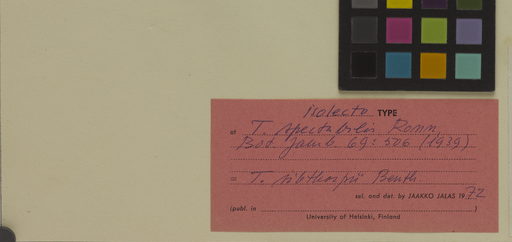 Holecto TYPE
of T. spectabilis Ronn.
Bot. Jahrb. 69: 506 (1939)
= T. sibthorpii Benth.
sel. and det. by JAAKKO JALAS 1972
(publ. in )
University of Helsinki, Finland